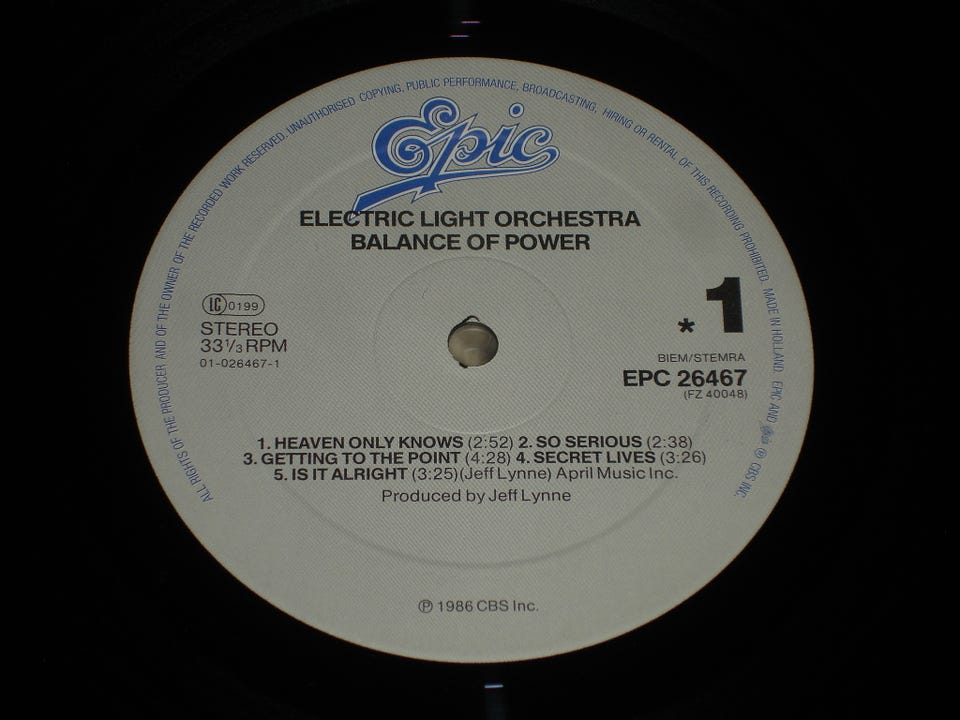 ALL RIGHTS OF THE PRODUCER AND OF THE OWNER OF THE RECORDED WORK RESERVED. UNAUTHORISED COPYING, PUBLIC PERFORMANCE, BROADCASTING, HIRING OR RENTAL OF THIS RECORDING PROHIBITED. MADE IN HOLLAND. EPIC AND ℗ CBS INC.
Epic
ELECTRIC LIGHT ORCHESTRA
BALANCE OF POWER
LC 0199
STEREO
33 1/3 RPM
01-026467-1
* 1
BIEM/STEMRA
EPC 26467
(FZ 40048)
1. HEAVEN ONLY KNOWS (2:52) 2. SO SERIOUS (2:38)
3. GETTING TO THE POINT (4:28) 4. SECRET LIVES (3:26)
5. IS IT ALRIGHT (3:25)(Jeff Lynne) April Music Inc.
Produced by Jeff Lynne
℗ 1986 CBS Inc.